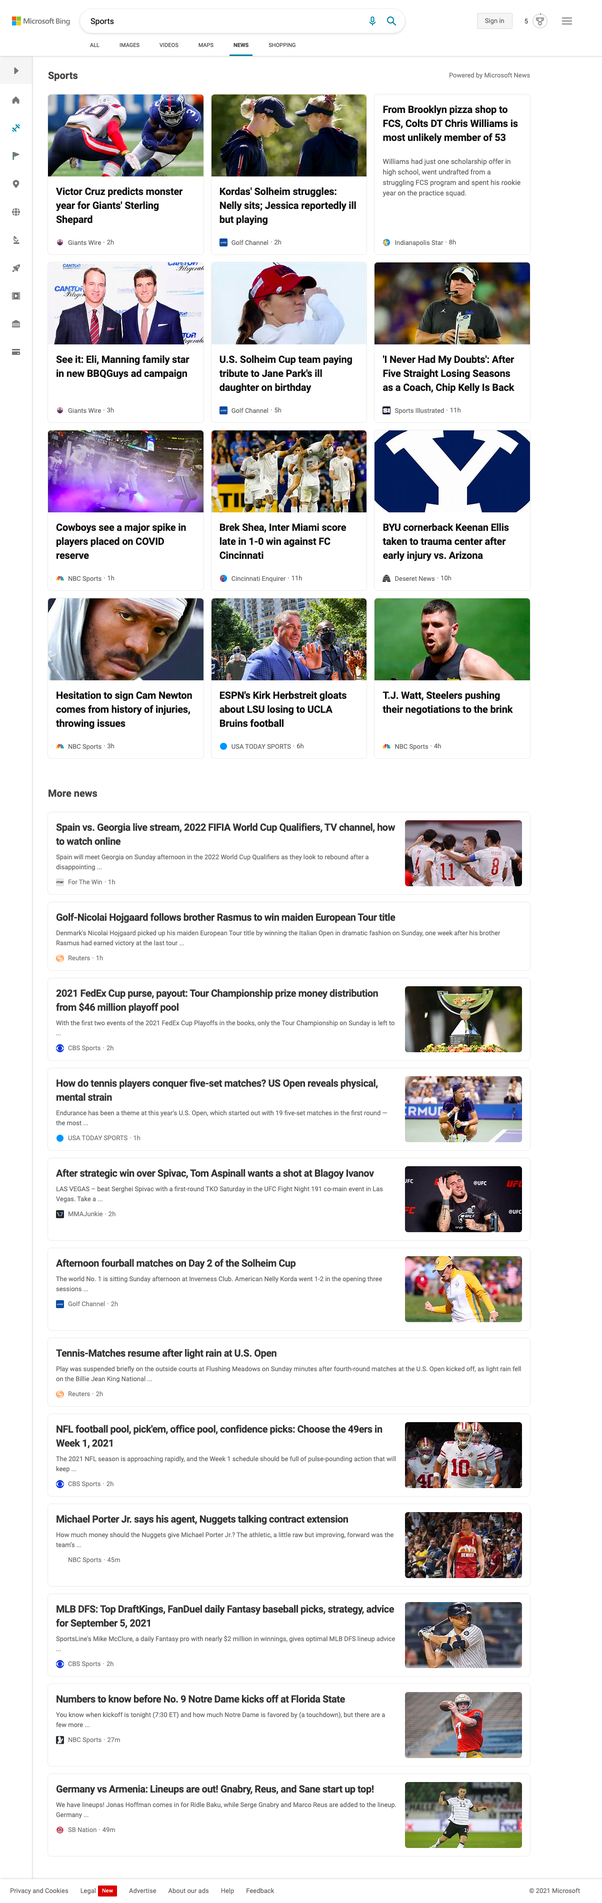 Microsoft Bing
Sports
Sign in
5
ALL IMAGES VIDEOS MAPS NEWS SHOPPING
Sports
Powered by Microsoft News
Victor Cruz predicts monster
year for Giants' Sterling
Shepard
Giants Wire · 2h
Kordas' Solheim struggles:
Nelly sits; Jessica reportedly ill
but playing
Golf Channel · 2h
From Brooklyn pizza shop to
FCS, Colts DT Chris Williams is
most unlikely member of 53
Williams had just one scholarship offer in
high school, went undrafted from a
struggling FCS program and spent his rookie
year on the practice squad.
Indianapolis Star · 8h
See it: Eli, Manning family star
in new BBQGuys ad campaign
Giants Wire · 3h
U.S. Solheim Cup team paying
tribute to Jane Park's ill
daughter on birthday
Golf Channel · 5h
'I Never Had My Doubts': After
Five Straight Losing Seasons
as a Coach, Chip Kelly Is Back
Sports Illustrated · 11h
Cowboys see a major spike in
players placed on COVID
reserve
NBC Sports · 1h
Brek Shea, Inter Miami score
late in 1-0 win against FC
Cincinnati
Cincinnati Enquirer · 11h
BYU cornerback Keenan Ellis
taken to trauma center after
early injury vs. Arizona
Deseret News · 10h
Hesitation to sign Cam Newton
comes from history of injuries,
throwing issues
NBC Sports · 3h
ESPN's Kirk Herbstreit gloats
about LSU losing to UCLA
Bruins football
USA TODAY SPORTS · 6h
T.J. Watt, Steelers pushing
their negotiations to the brink
NBC Sports · 4h
More news
Spain vs. Georgia live stream, 2022 FIFIA World Cup Qualifiers, TV channel, how
to watch online
Spain will meet Georgia on Sunday afternoon in the 2022 World Cup Qualifiers as they look to rebound after a
disappointing ...
For The Win · 1h
4 11 8
Golf-Nicolai Hojgaard follows brother Rasmus to win maiden European Tour title
Denmark's Nicolai Hojgaard picked up his maiden European Tour title by winning the Italian Open in dramatic fashion on Sunday, one week after his brother
Rasmus had earned victory at the last tour ...
Reuters · 1h
2021 FedEx Cup purse, payout: Tour Championship prize money distribution
from $46 million playoff pool
With the first two events of the 2021 FedEx Cup Playoffs in the books, only the Tour Championship on Sunday is left to
...
CBS Sports · 2h
How do tennis players conquer five-set matches? US Open reveals physical,
mental strain
Endurance has been a theme at this year's U.S. Open, which started out with 19 five-set matches in the first round —
the most ...
USA TODAY SPORTS · 1h
After strategic win over Spivac, Tom Aspinall wants a shot at Blagoy Ivanov
LAS VEGAS – beat Serghei Spivac with a first-round TKO Saturday in the UFC Fight Night 191 co-main event in Las
Vegas. Take a ...
MMAJunkie · 2h
@UFC
Afternoon fourball matches on Day 2 of the Solheim Cup
The world No. 1 is sitting Sunday afternoon at Inverness Club. American Nelly Korda went 1-2 in the opening three
sessions ...
Golf Channel · 2h
Tennis-Matches resume after light rain at U.S. Open
Play was suspended briefly on the outside courts at Flushing Meadows on Sunday minutes after fourth-round matches at the U.S. Open kicked off, as light rain fell
on the Billie Jean King National ...
Reuters · 2h
NFL football pool, pick'em, office pool, confidence picks: Choose the 49ers in
Week 1, 2021
The 2021 NFL season is approaching rapidly, and the Week 1 schedule should be full of pulse-pounding action that will
keep ...
CBS Sports · 2h
10
Michael Porter Jr. says his agent, Nuggets talking contract extension
How much money should the Nuggets give Michael Porter Jr.? The athletic, a little raw but improving, forward was the
team's ...
NBC Sports · 45m
MLB DFS: Top DraftKings, FanDuel daily Fantasy baseball picks, strategy, advice
for September 5, 2021
SportsLine's Mike McClure, a daily Fantasy pro with nearly $2 million in winnings, gives optimal MLB DFS lineup advice
...
CBS Sports · 2h
Numbers to know before No. 9 Notre Dame kicks off at Florida State
You know when kickoff is tonight (7:30 ET) and how much Notre Dame is favored by (a touchdown), but there are a
few more ...
NBC Sports · 27m
Germany vs Armenia: Lineups are out! Gnabry, Reus, and Sane start up top!
We have lineups! Jonas Hoffman comes in for Ridle Baku, while Serge Gnabry and Marco Reus are added to the lineup.
Germany ...
SB Nation · 49m
Privacy and Cookies Legal New Advertise About our ads Help Feedback
© 2021 Microsoft